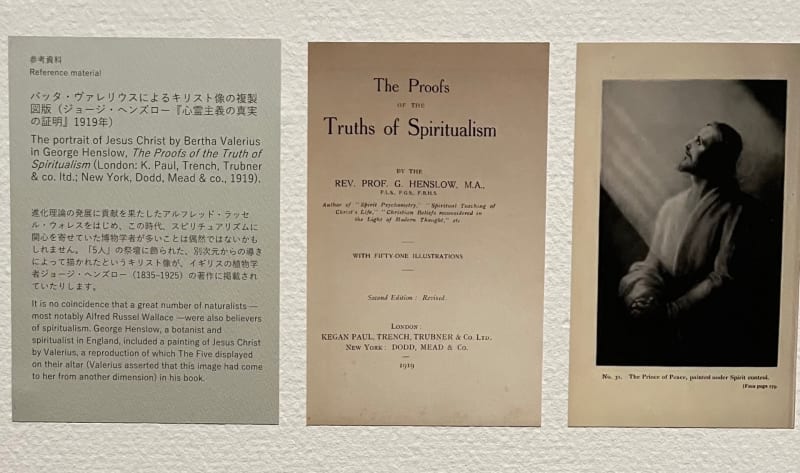 参考資料
Reference material
バッタ・ヴァレリウスによるキリスト像の複製
図版（ジョージ・ヘンズロー『心霊主義の真実
の証明』1919年）
The portrait of Jesus Christ by Bertha Valerius
in George Henslow, The Proofs of the Truth of
Spiritualism (London: K. Paul, Trench, Trubner
& co. ltd.; New York, Dodd, Mead & co., 1919).
進化理論の発展に貢献を果たしたアルフレッド・ラッセ
ル・ウォレスをはじめ、この時代、スピリチュアリズムに
関心を寄せていた博物学者が多いことは偶然ではないかも
しれません。「5人」の祭壇に飾られた、別次元からの導き
によって描かれたというキリスト像が、イギリスの植物学
者ジョージ・ヘンズロー（1835-1925）の著作に掲載され
ていたりします。
It is no coincidence that a great number of naturalists —
most notably Alfred Russel Wallace —were also believers
of spiritualism. George Henslow, a botanist and
spiritualist in England, included a painting of Jesus Christ
by Valerius, a reproduction of which The Five displayed
on their altar (Valerius asserted that this image had come
to her from another dimension) in his book.
The Proofs
OF THE
Truths of Spiritualism
BY THE
REV. PROF. G. HENSLOW, M.A.,
F.L.S., F.G.S., F.R.H.S.
Author of "Spirit Psychometry," "Spiritual Teaching of
Christ's Life," "Christian Beliefs reconsidered in
the Light of Modern Thought," etc
WITH FIFTY-ONE ILLUSTRATIONS
Second Edition : Revised
LONDON:
KEGAN PAUL, TRENCH, TRUBNER & CO. LTD.
NEW YORK: DODD, MEAD & CO.
1919
No. 31. The Prince of Peace, painted under Spirit control.
[Face page 179